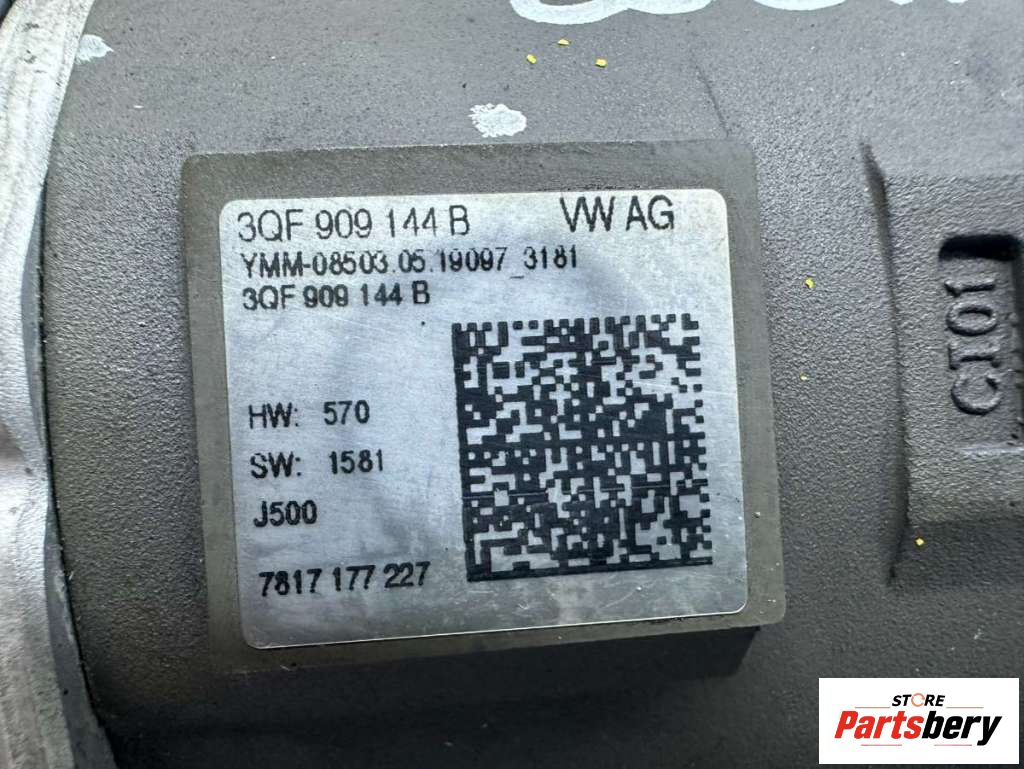 3QF 909 144 B VW AG
YMM-08503.05.19097_3181
3QF 909 144 B
HW: 570
SW: 1581
J500
7817 177 227
CT01
STORE
Partsbery